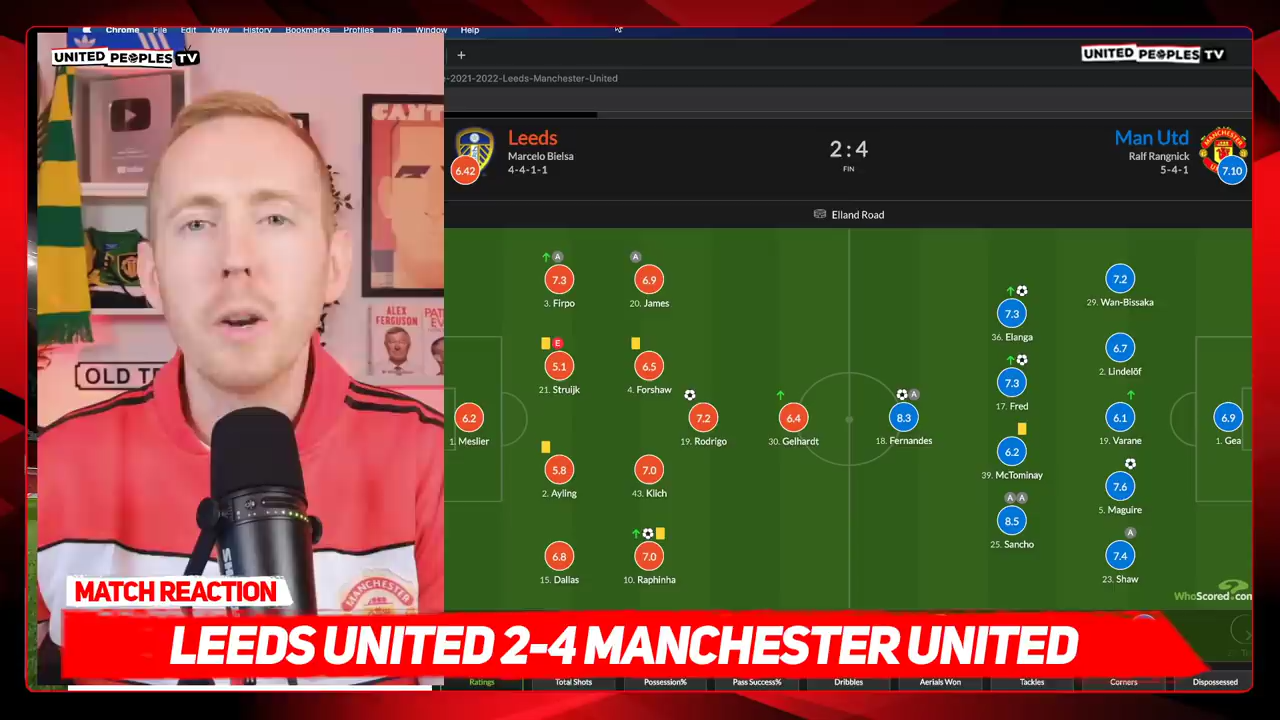 Chrome File Edit View History Bookmarks Profiles Tab Window Help
UNITED PEOPLES TV
UNITED PEOPLES TV
+
-2021-2022-Leeds-Manchester-United
Leeds
Marcelo Bielsa
4-4-1-1
6.42
2 : 4
FIN
Man Utd
Ralf Rangnick
5-4-1
7.10
MANCHESTER
UNITED
Elland Road
ALEX
FERGUSON
OLD
A
7.3
3. Firpo
A
6.9
20. James
E
5.1
21. Struijk
6.5
4. Forshaw
6.2
1. Meslier
7.2
19. Rodrigo
6.4
30. Gelhardt
5.8
2. Ayling
7.0
43. Klich
6.8
15. Dallas
7.0
10. Raphinha
A
8.3
18. Fernandes
7.3
36. Elanga
7.3
17. Fred
6.2
39. McTominay
A A
8.5
25. Sancho
7.2
29. Wan-Bissaka
6.7
2. Lindelöf
6.1
19. Varane
7.6
5. Maguire
A
7.4
23. Shaw
6.9
1. Gea
WhoScored.com
MANCHESTER
MATCH REACTION
LEEDS UNITED 2-4 MANCHESTER UNITED
Ratings Total Shots Possession% Pass Success% Dribbles Aerials Won Tackles Corners Dispossessed